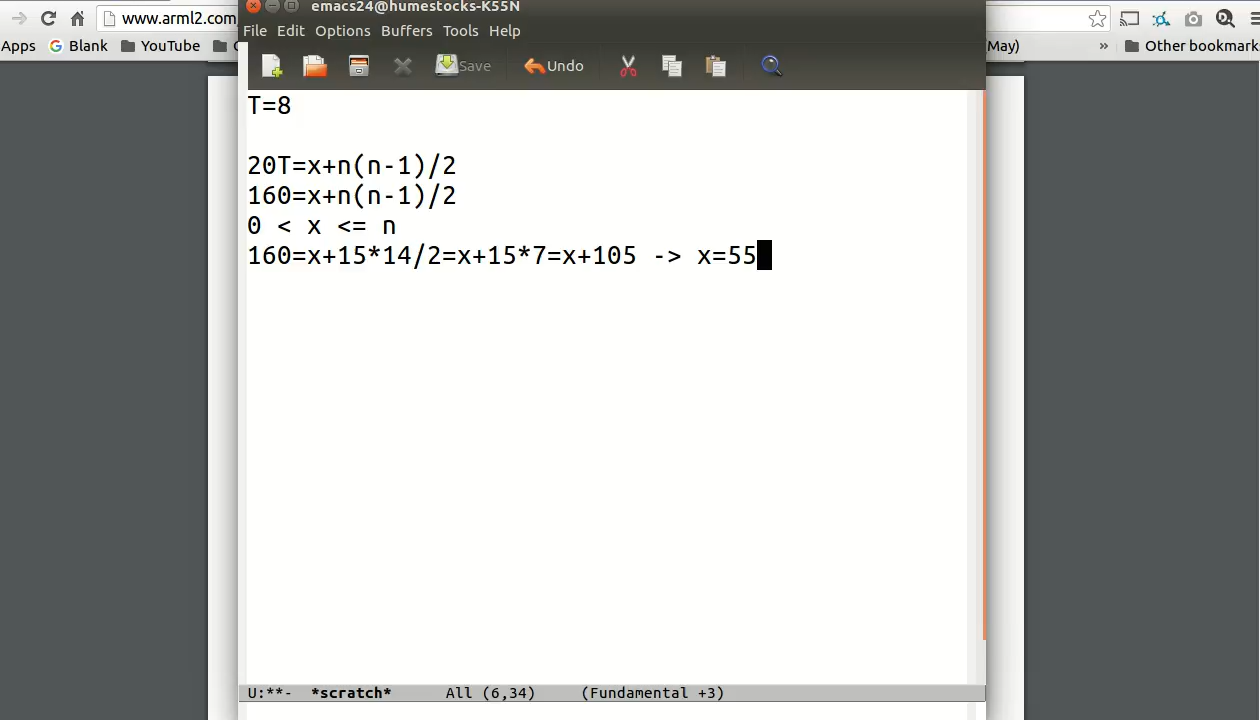 emacs24@humestocks-K55N
www.arml2.com
File Edit Options Buffers Tools Help
Apps Blank YouTube May) » Other bookmark
Save Undo
T=8
20T=x+n(n-1)/2
160=x+n(n-1)/2
0 < x <= n
160=x+15*14/2=x+15*7=x+105 -> x=55
U:**- *scratch* All (6,34) (Fundamental +3)